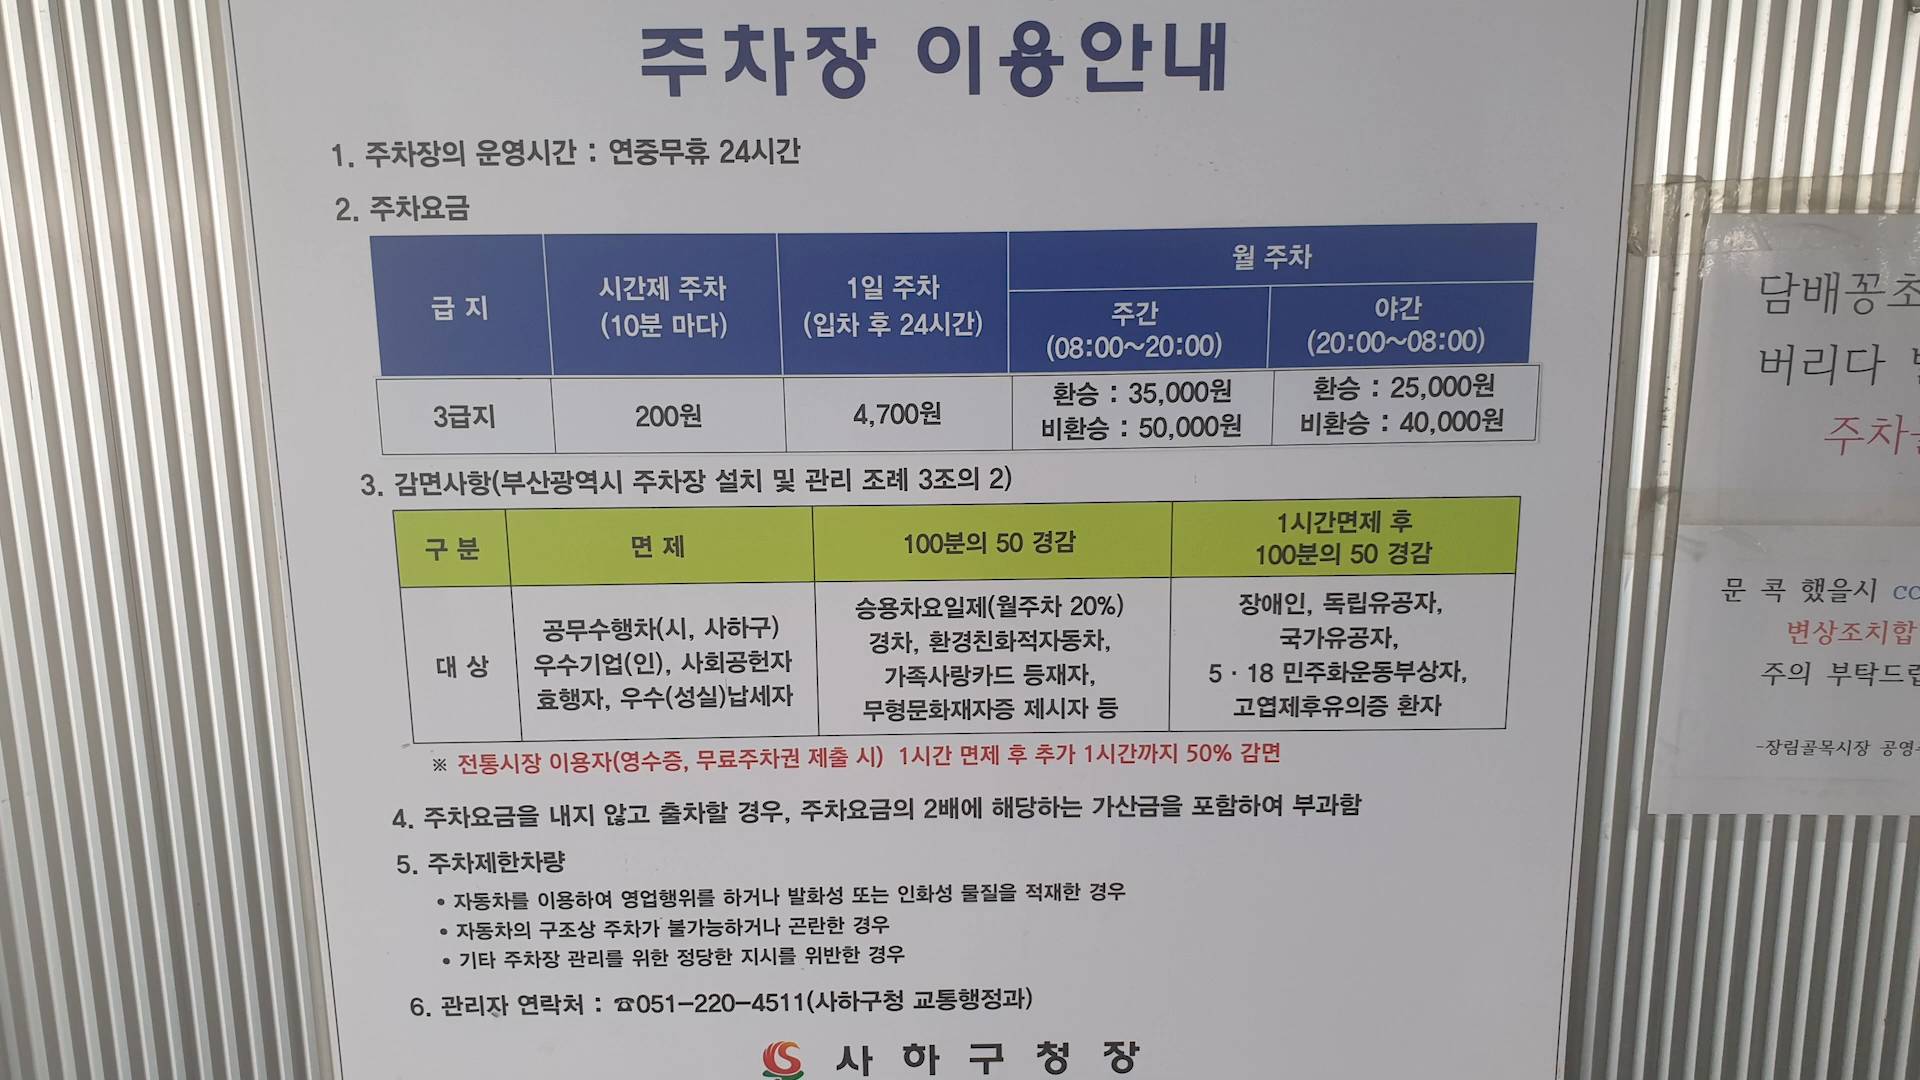 주차장 이용안내
1. 주차장의 운영시간 : 연중무휴 24시간
2. 주차요금
급 지
시간제 주차
(10분 마다)
1일 주차
(입차 후 24시간)
월 주차
주간
(08:00~20:00)
야간
(20:00~08:00)
3급지
200원
4,700원
환승 : 35,000원
비환승 : 50,000원
환승 : 25,000원
비환승 : 40,000원
3. 감면사항(부산광역시 주차장 설치 및 관리 조례 3조의 2)
구 분
면 제
100분의 50 경감
1시간면제 후
100분의 50 경감
대 상
공무수행차(시, 사하구)
우수기업(인), 사회공헌자
효행자, 우수(성실)납세자
승용차요일제(월주차 20%)
경차, 환경친화적자동차,
가족사랑카드 등재자,
무형문화재자증 제시자 등
장애인, 독립유공자,
국가유공자,
5·18 민주화운동부상자,
고엽제후유의증 환자
※ 전통시장 이용자(영수증, 무료주차권 제출 시) 1시간 면제 후 추가 1시간까지 50% 감면
4. 주차요금을 내지 않고 출차할 경우, 주차요금의 2배에 해당하는 가산금을 포함하여 부과함
5. 주차제한차량
• 자동차를 이용하여 영업행위를 하거나 발화성 또는 인화성 물질을 적재한 경우
• 자동차의 구조상 주차가 불가능하거나 곤란한 경우
• 기타 주차장 관리를 위한 정당한 지시를 위반한 경우
6. 관리자 연락처 : ☎051-220-4511(사하구청 교통행정과)
사 하 구 청 장
담배꽁초
버리다
주차
문 콕 했을시 cc
변상조치합
주의 부탁드립
-장림골목시장 공영